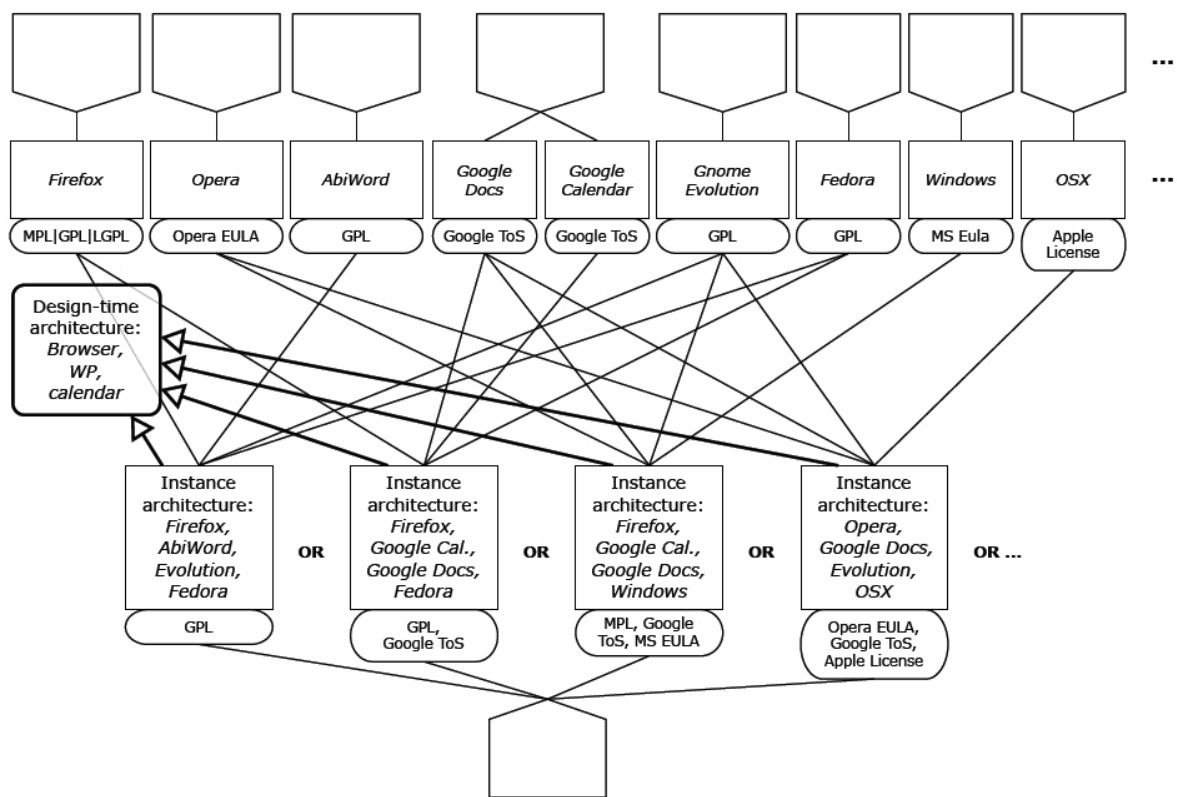 ...
Firefox
Opera
AbiWord
Google
Docs
Google
Calendar
Gnome
Evolution
Fedora
Windows
OSX
...
MPL|GPL|LGPL
Opera EULA
GPL
Google ToS
Google ToS
GPL
GPL
MS Eula
Apple
License
Design-time
architecture:
Browser,
WP,
calendar
Instance
architecture:
Firefox,
AbiWord,
Evolution,
Fedora
GPL
OR
Instance
architecture:
Firefox,
Google Cal.,
Google Docs,
Fedora
GPL,
Google ToS
OR
Instance
architecture:
Firefox,
Google Cal.,
Google Docs,
Windows
MPL, Google
ToS, MS EULA
OR
Instance
architecture:
Opera,
Google Docs,
Evolution,
OSX
Opera EULA,
Google ToS,
Apple License
OR ...